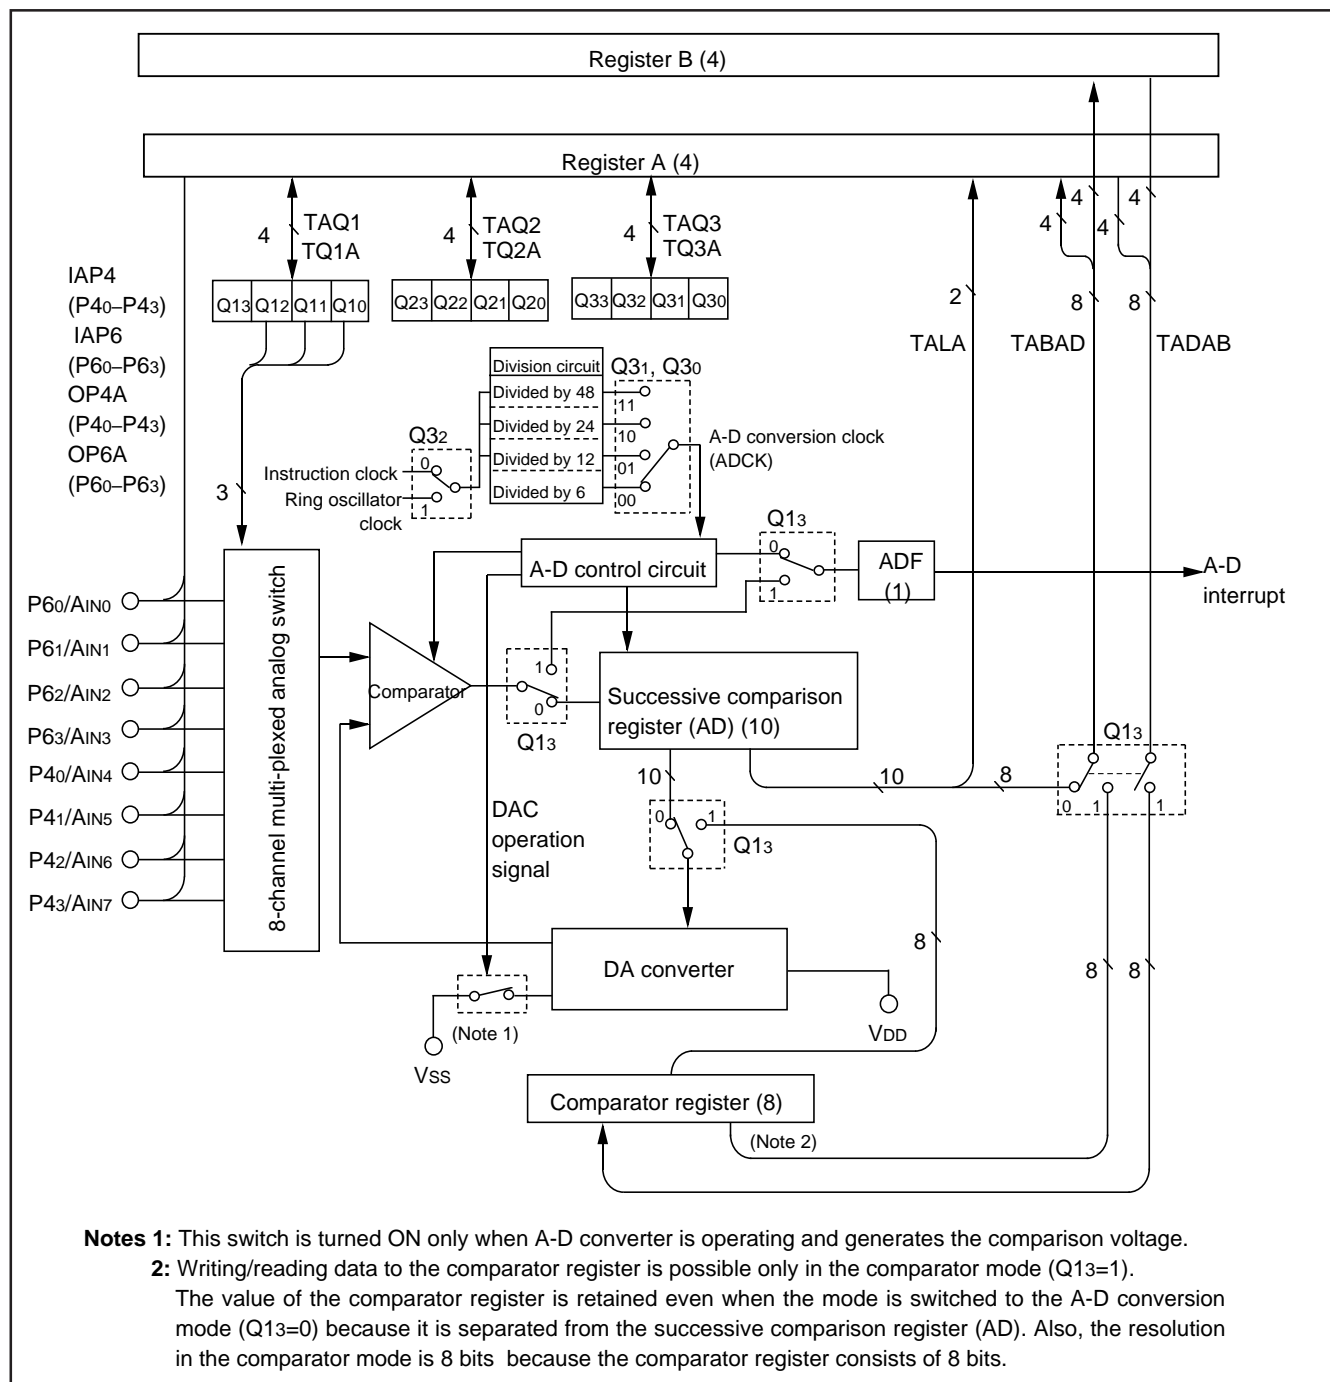 Register B (4)
Register A (4)
4
4
4
4
4
TAQ1
TQ1A
4
TAQ2
TQ2A
4
TAQ3
TQ3A
IAP4
(P40–P43)
IAP6
(P60–P63)
OP4A
(P40–P43)
OP6A
(P60–P63)
Q13 Q12 Q11 Q10
Q23 Q22 Q21 Q20
Q33 Q32 Q31 Q30
2
8
8
TALA
TABAD
TADAB
Division circuit
Divided by 48
Divided by 24
Divided by 12
Divided by 6
Q31, Q30
11
10
01
00
A-D conversion clock
(ADCK)
Q32
0
1
Instruction clock
Ring oscillator
clock
3
Q13
0
1
A-D control circuit
ADF
(1)
A-D
interrupt
P60/AIN0
P61/AIN1
P62/AIN2
P63/AIN3
P40/AIN4
P41/AIN5
P42/AIN6
P43/AIN7
8-channel multi-plexed analog switch
Comparator
1
0
Q13
Successive comparison
register (AD) (10)
Q13
0 1 1
10
10
8
0 1
Q13
DAC
operation
signal
8
8
8
DA converter
(Note 1)
VSS
VDD
Comparator register (8)
(Note 2)
Notes 1: This switch is turned ON only when A-D converter is operating and generates the comparison voltage.
2: Writing/reading data to the comparator register is possible only in the comparator mode (Q13=1).
The value of the comparator register is retained even when the mode is switched to the A-D conversion
mode (Q13=0) because it is separated from the successive comparison register (AD). Also, the resolution
in the comparator mode is 8 bits because the comparator register consists of 8 bits.